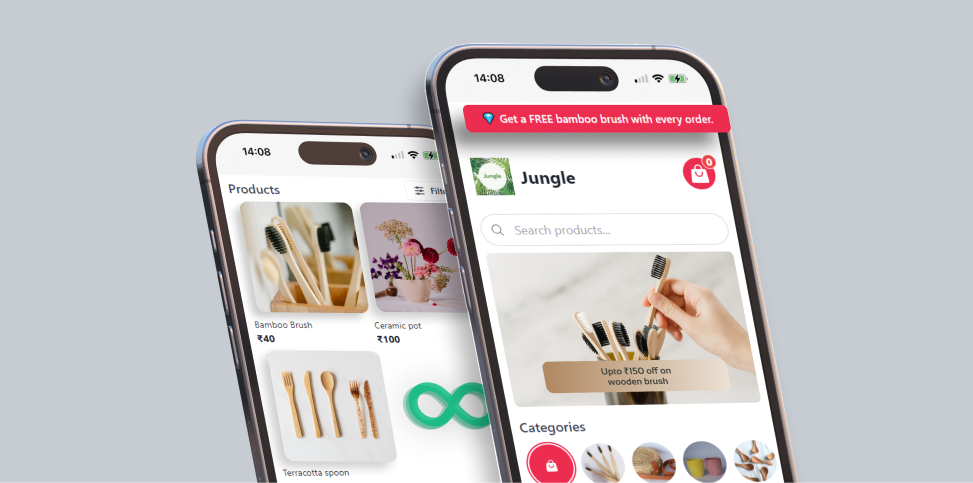 14:08
Products
Filte
Bamboo Brush
₹40
Ceramic pot
₹100
Terracotta spoon
14:08
Get a FREE bamboo brush with every order.
Jungle
Jungle
0
Search products...
Upto ₹150 off on
wooden brush
Categories